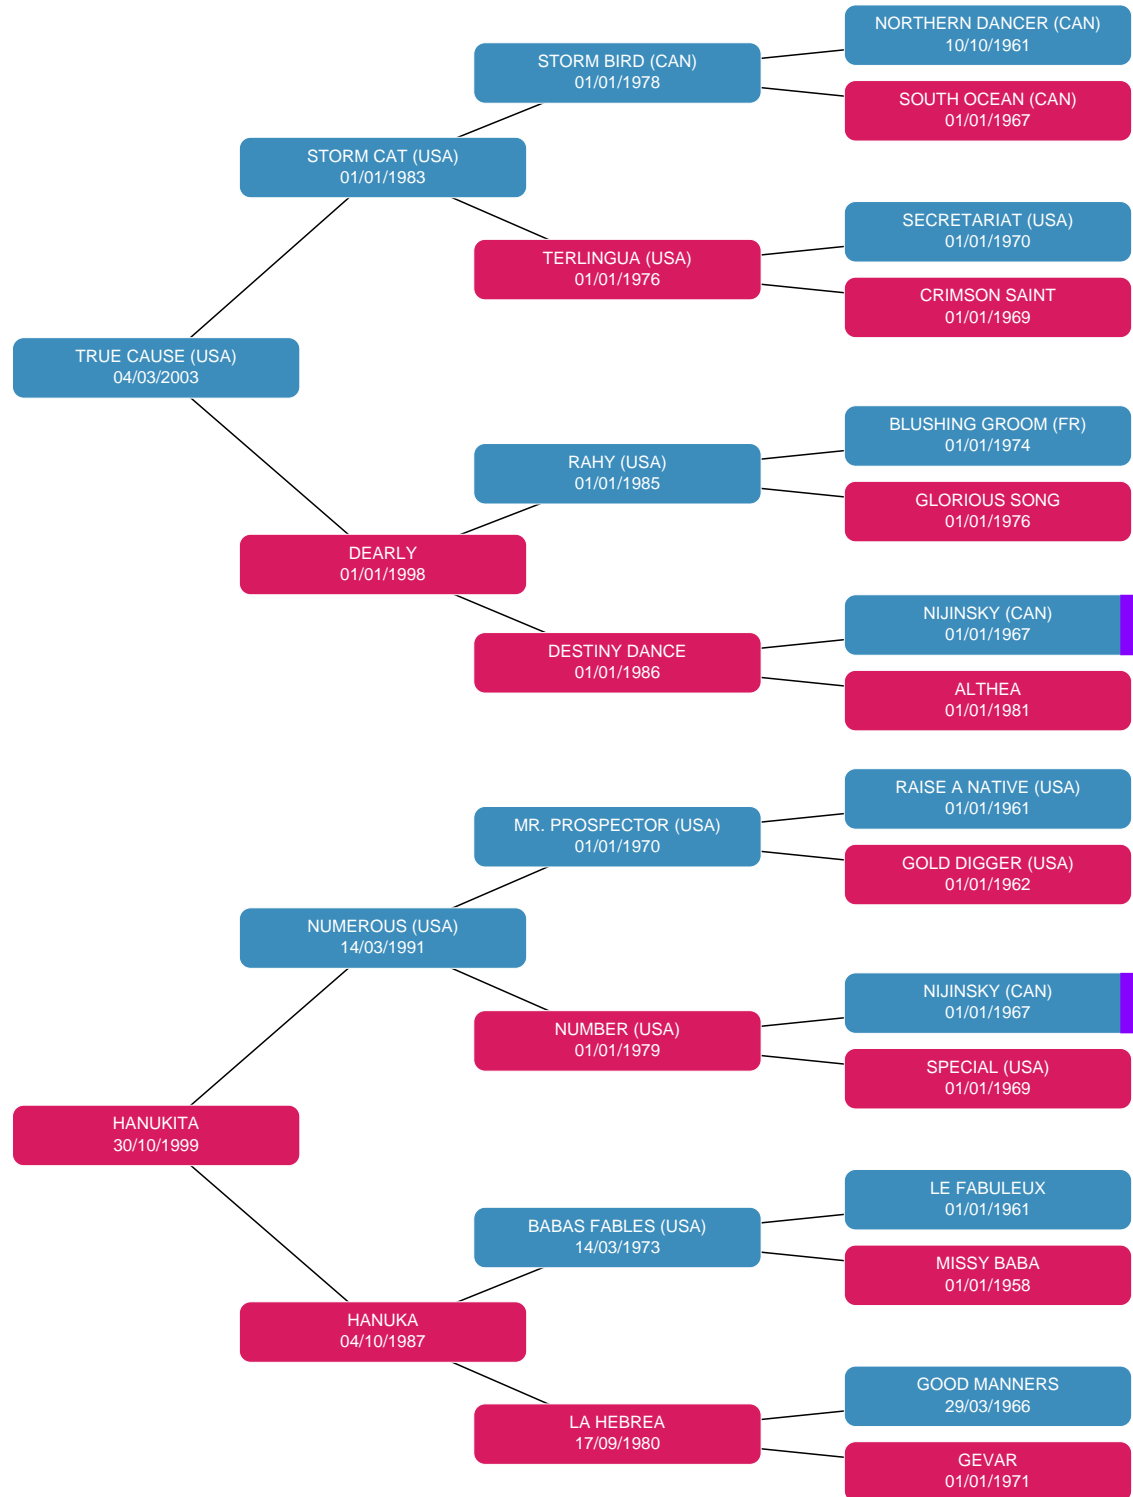 NORTHERN DANCER (CAN)
10/10/1961
STORM BIRD (CAN)
01/01/1978
SOUTH OCEAN (CAN)
01/01/1967
STORM CAT (USA)
01/01/1983
SECRETARIAT (USA)
01/01/1970
TERLINGUA (USA)
01/01/1976
CRIMSON SAINT
01/01/1969
TRUE CAUSE (USA)
04/03/2003
BLUSHING GROOM (FR)
01/01/1974
RAHY (USA)
01/01/1985
GLORIOUS SONG
01/01/1976
DEARLY
01/01/1998
NIJINSKY (CAN)
01/01/1967
DESTINY DANCE
01/01/1986
ALTHEA
01/01/1981
RAISE A NATIVE (USA)
01/01/1961
MR. PROSPECTOR (USA)
01/01/1970
GOLD DIGGER (USA)
01/01/1962
NUMEROUS (USA)
14/03/1991
NIJINSKY (CAN)
01/01/1967
NUMBER (USA)
01/01/1979
SPECIAL (USA)
01/01/1969
HANUKITA
30/10/1999
LE FABULEUX
01/01/1961
BABAS FABLES (USA)
14/03/1973
MISSY BABA
01/01/1958
HANUKA
04/10/1987
GOOD MANNERS
29/03/1966
LA HEBREA
17/09/1980
GEVAR
01/01/1971